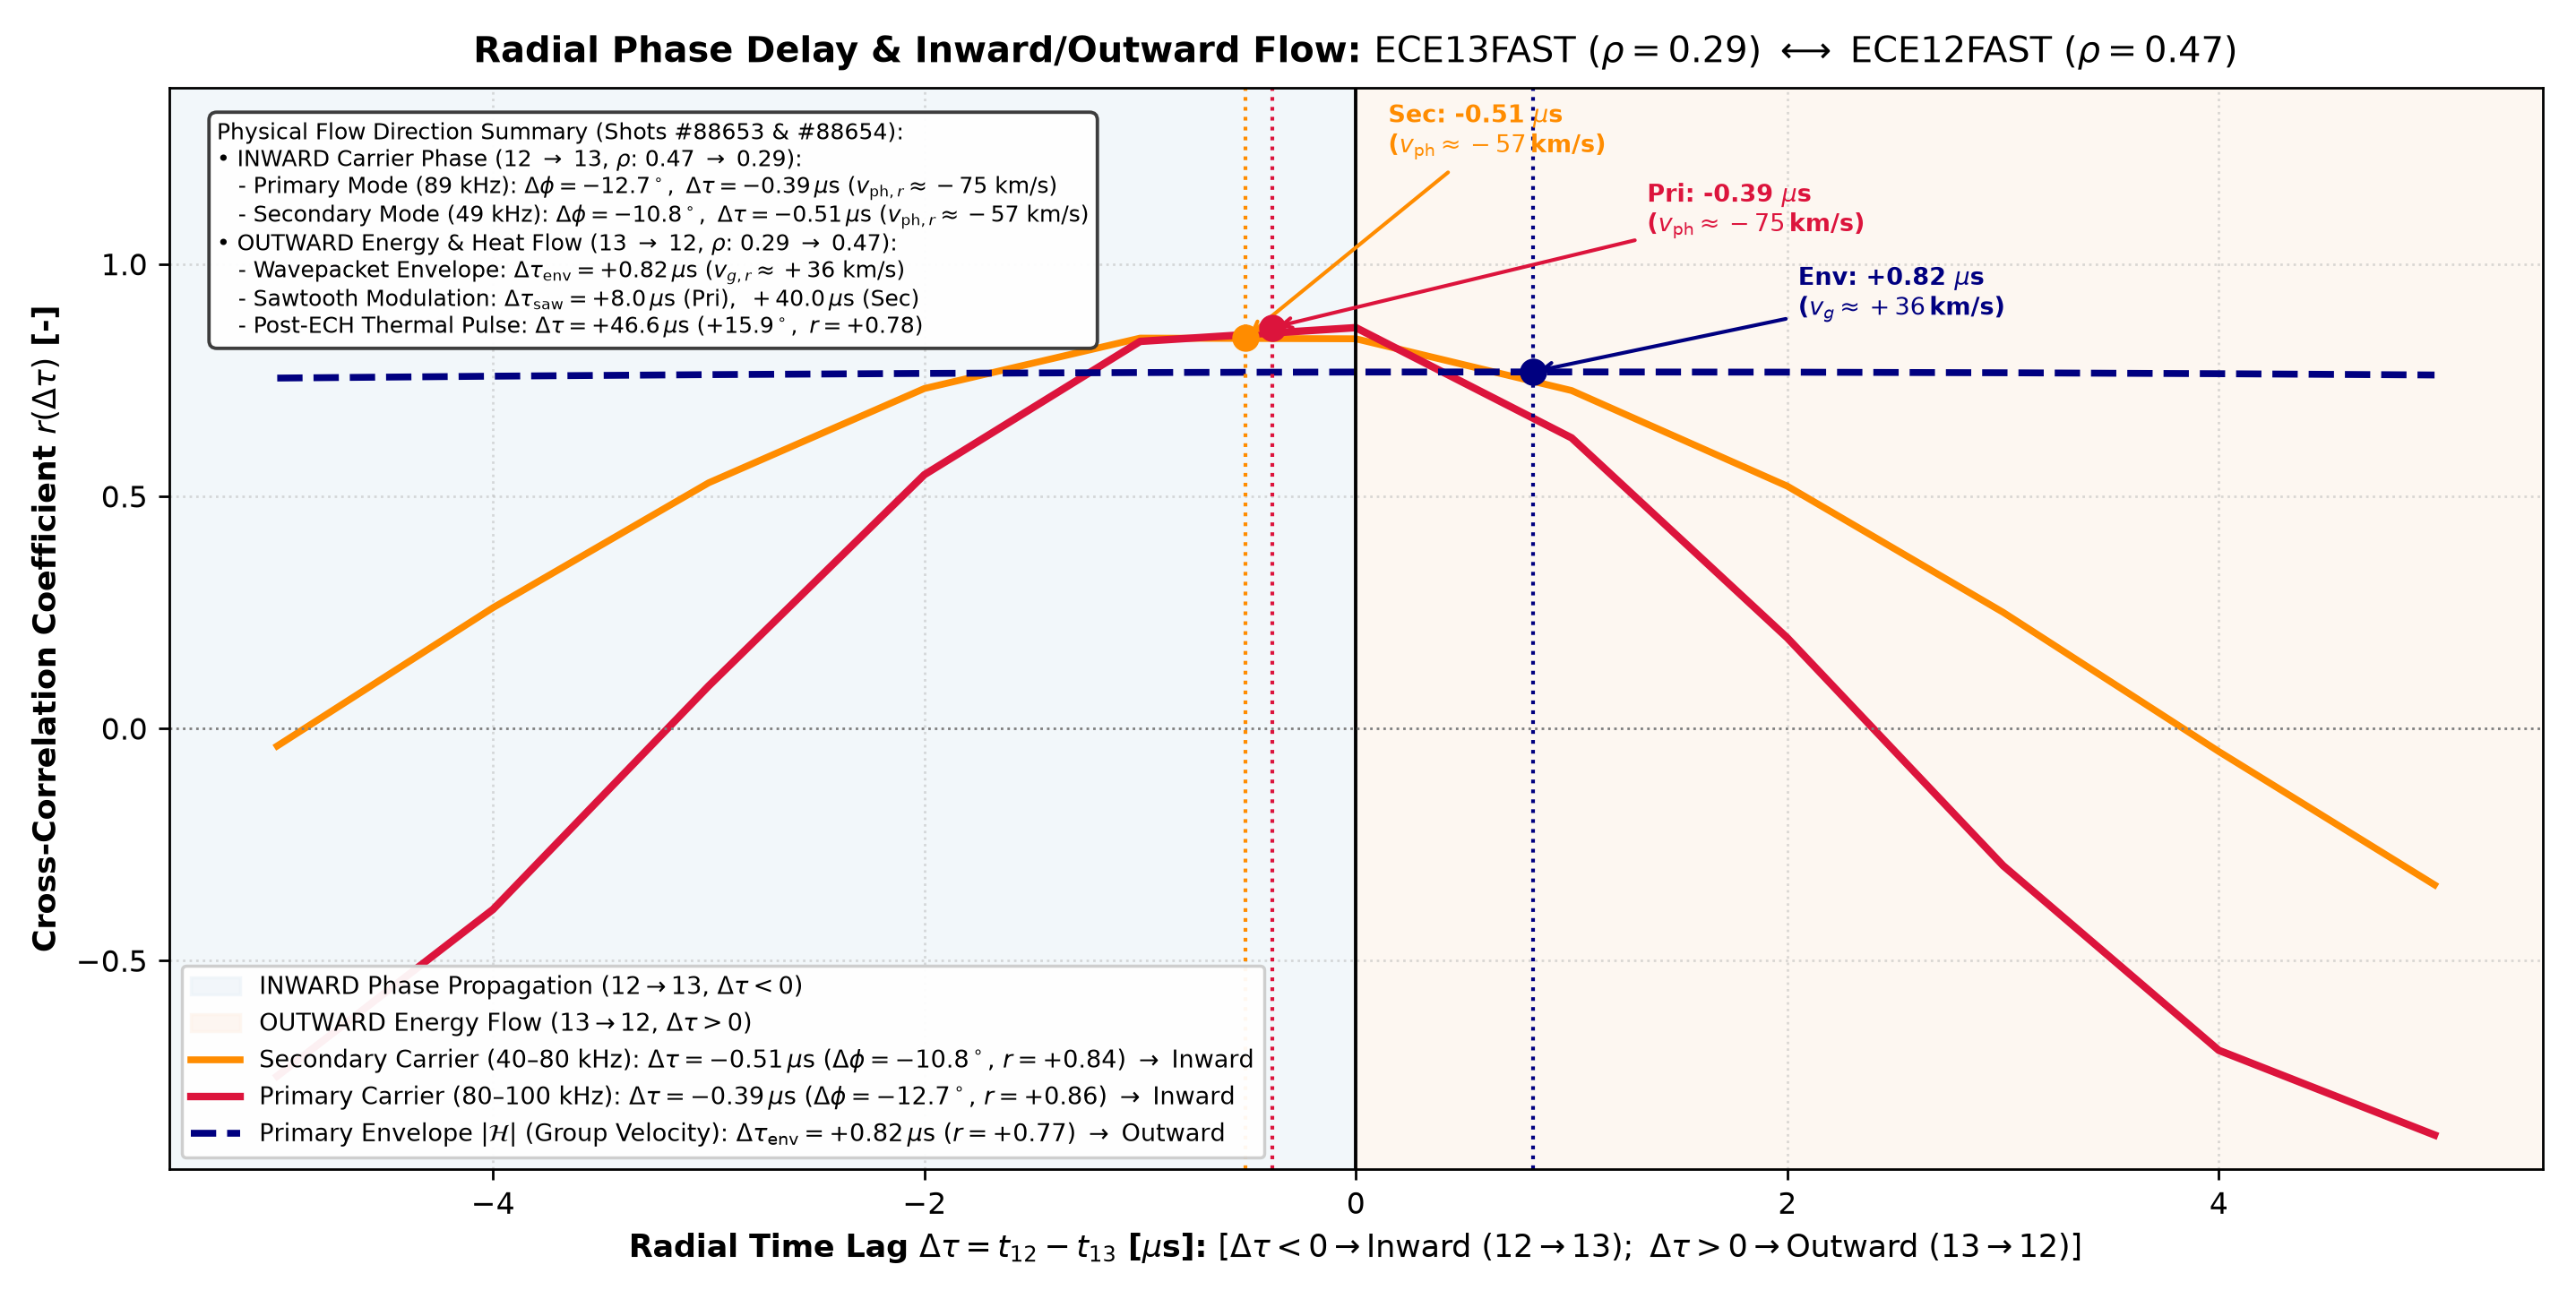 Radial Phase Delay & Inward/Outward Flow: ECE13FAST (ρ = 0.29) ⟷ ECE12FAST (ρ = 0.47)
Physical Flow Direction Summary (Shots #88653 & #88654):
• INWARD Carrier Phase (12 → 13, ρ: 0.47 → 0.29):
- Primary Mode (89 kHz): Δϕ = −12.7°, Δτ = −0.39 μs (v_ph,r ≈ − 75 km/s)
- Secondary Mode (49 kHz): Δϕ = −10.8°, Δτ = −0.51 μs (v_ph,r ≈ − 57 km/s)
• OUTWARD Energy & Heat Flow (13 → 12, ρ: 0.29 → 0.47):
- Wavepacket Envelope: Δτ_env = +0.82 μs (v_g,r ≈ + 36 km/s)
- Sawtooth Modulation: Δτ_saw = +8.0 μs (Pri), + 40.0 μs (Sec)
- Post-ECH Thermal Pulse: Δτ = +46.6 μs (+15.9°, r = +0.78)
Sec: -0.51 μs
(v_ph ≈ − 57 km/s)
Pri: -0.39 μs
(v_ph ≈ − 75 km/s)
Env: +0.82 μs
(v_g ≈ + 36 km/s)
Cross-Correlation Coefficient r(Δτ) [-]
1.0
0.5
0.0
−0.5
INWARD Phase Propagation (12 → 13, Δτ < 0)
OUTWARD Energy Flow (13 → 12, Δτ > 0)
Secondary Carrier (40–80 kHz): Δτ = −0.51 μs (Δϕ = −10.8°, r = +0.84) → Inward
Primary Carrier (80–100 kHz): Δτ = −0.39 μs (Δϕ = −12.7°, r = +0.86) → Inward
Primary Envelope |ℋ| (Group Velocity): Δτ_env = +0.82 μs (r = +0.77) → Outward
−4
−2
0
2
4
Radial Time Lag Δτ = t₁₂ − t₁₃ [μs]: [Δτ < 0 → Inward (12 → 13); Δτ > 0 → Outward (13 → 12)]